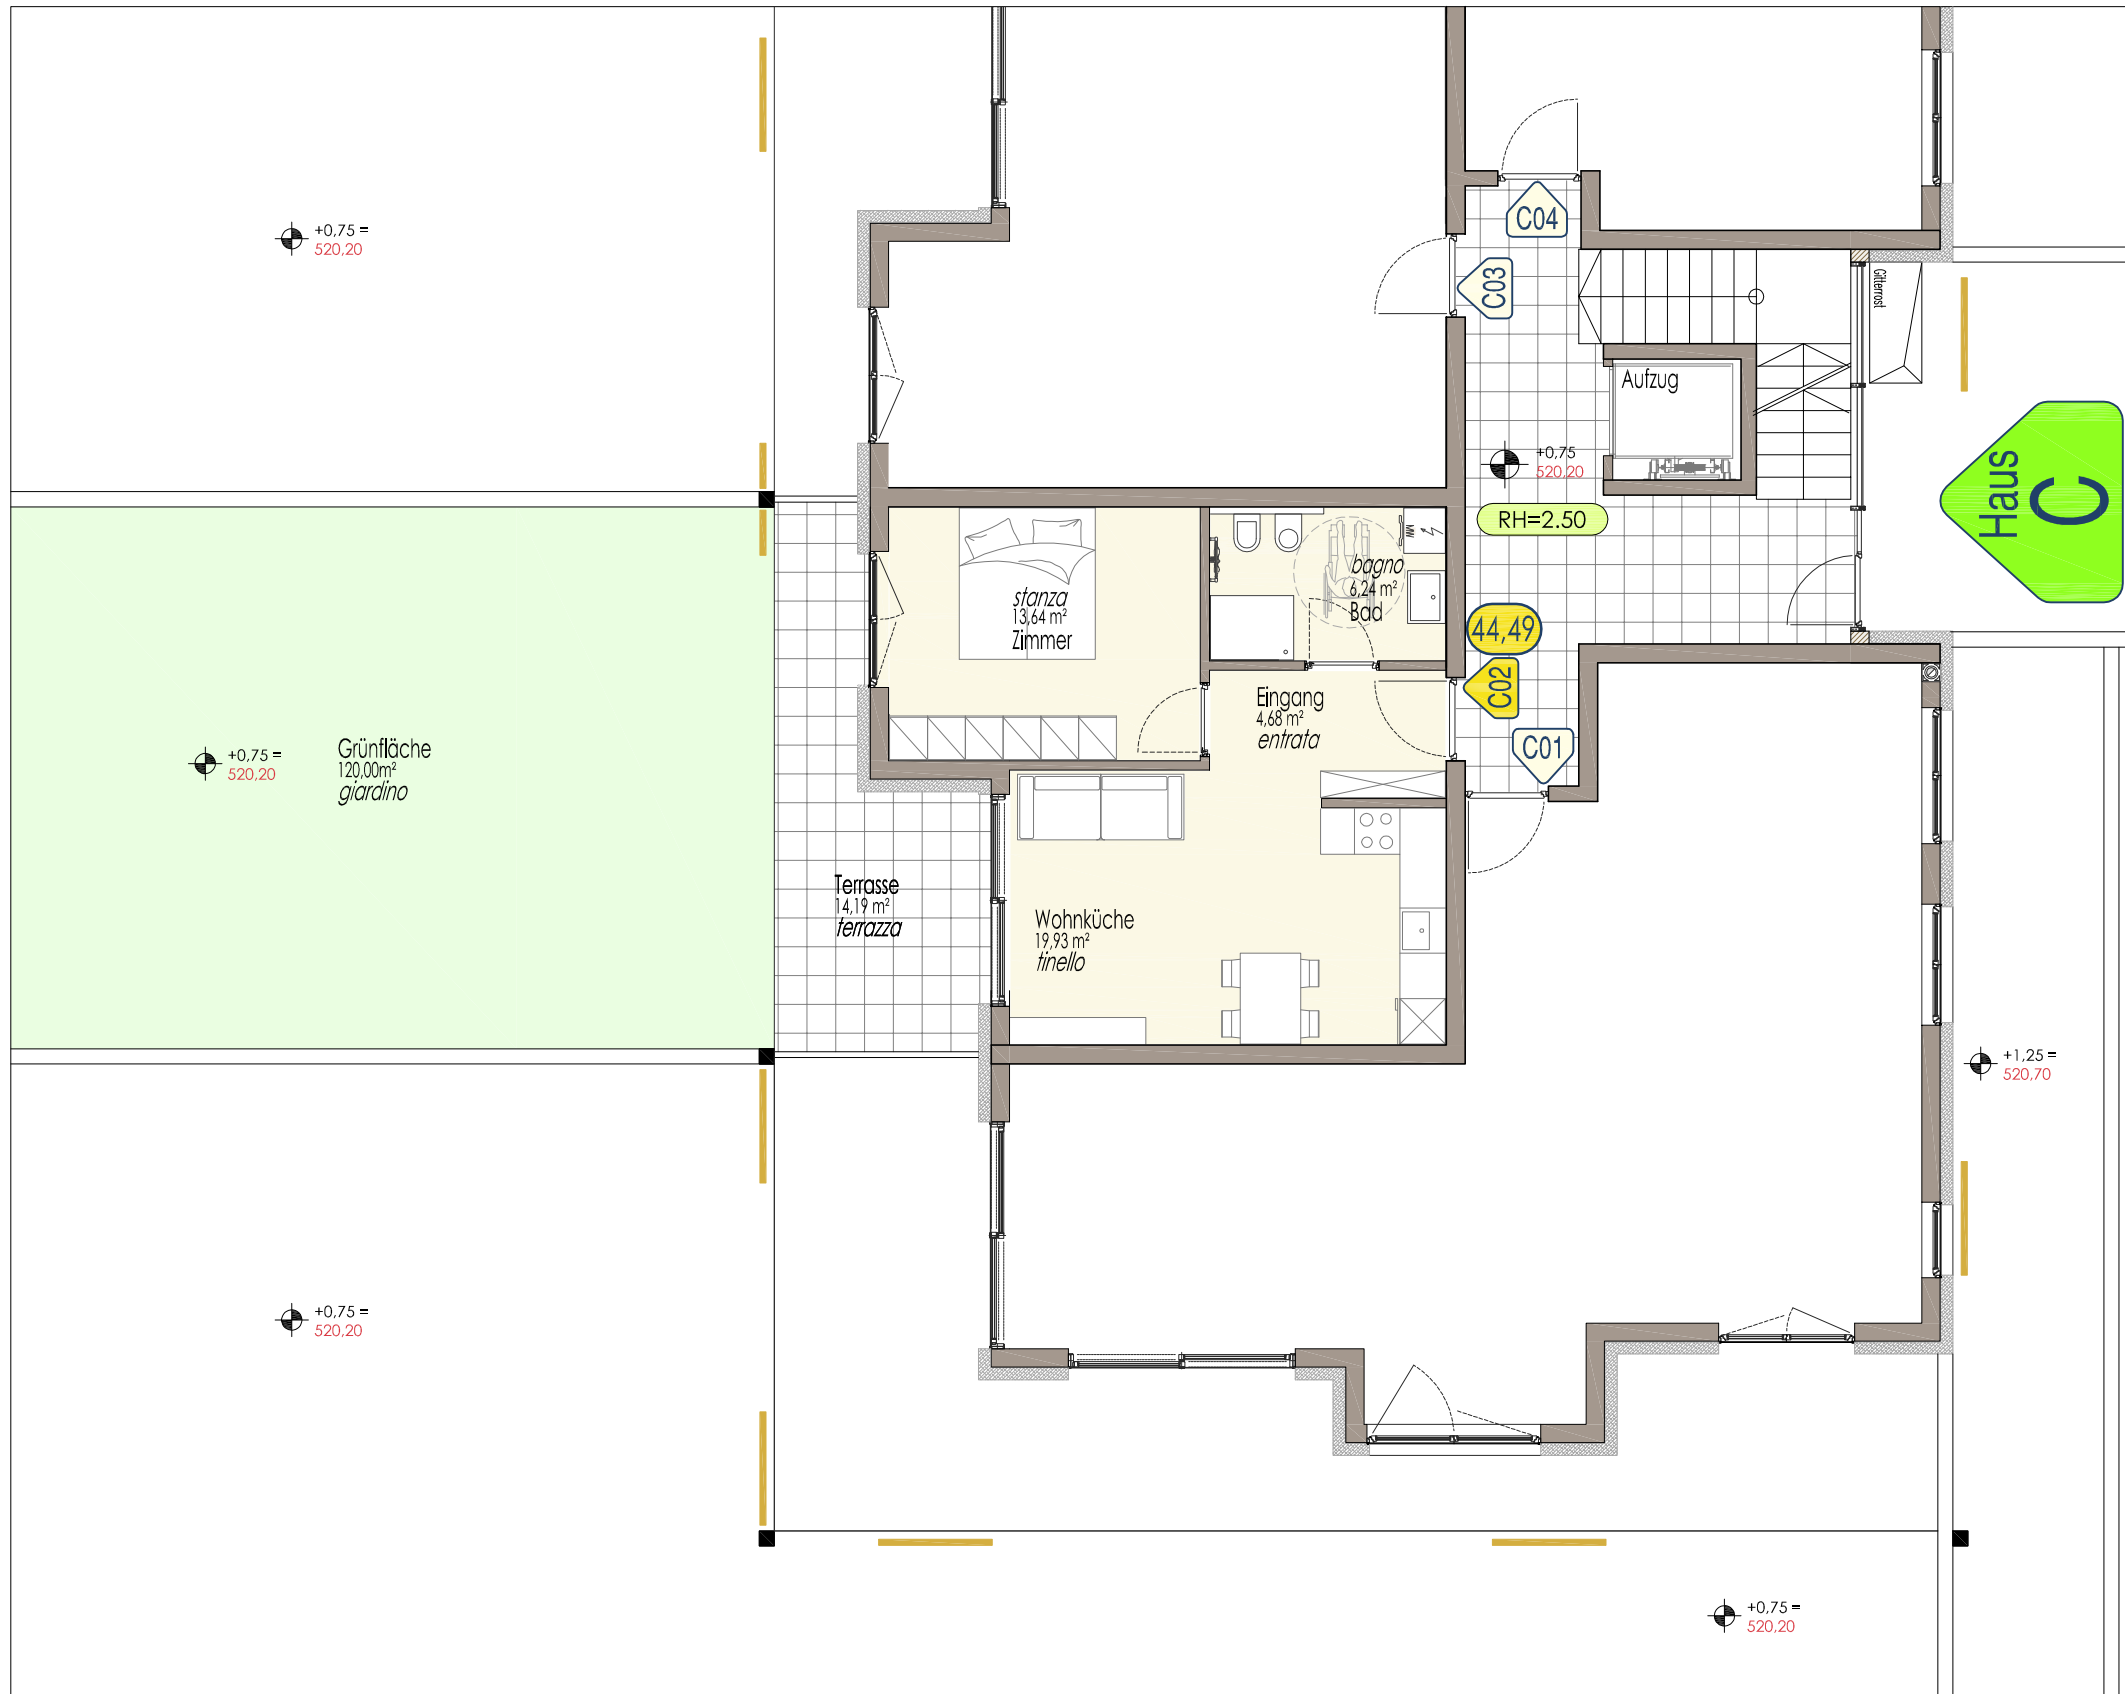 +0,75 =
520,20
C04
C03
Gitterrost
Aufzug
+0,75
520,20
RH=2.50
Haus
C
stanza
13,64 m²
Zimmer
bagno
6,24 m²
Bad
44,49
C02
C01
Eingang
4,68 m²
entrata
+0,75 =
520,20
Grünfläche
120,00m²
giardino
Terrasse
14,19 m²
terrazza
Wohnküche
19,93 m²
tinello
+1,25 =
520,70
+0,75 =
520,20
+0,75 =
520,20